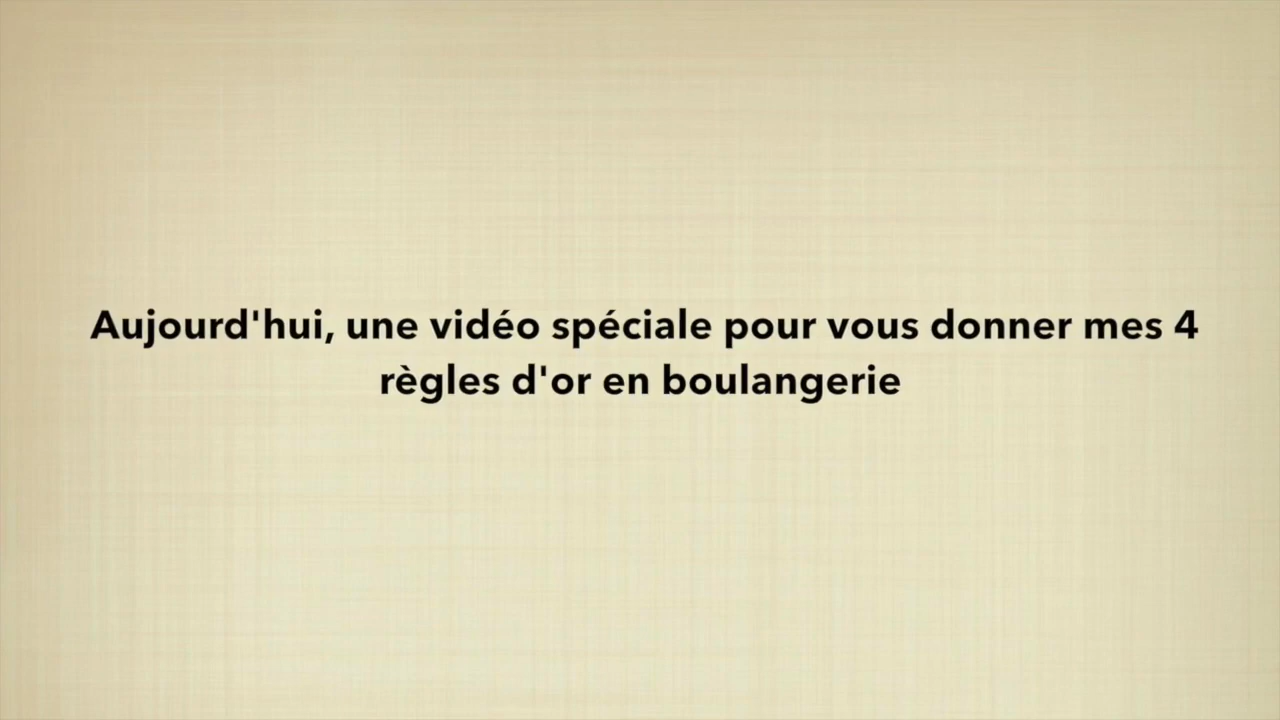 Aujourd'hui, une vidéo spéciale pour vous donner mes 4
règles d'or en boulangerie